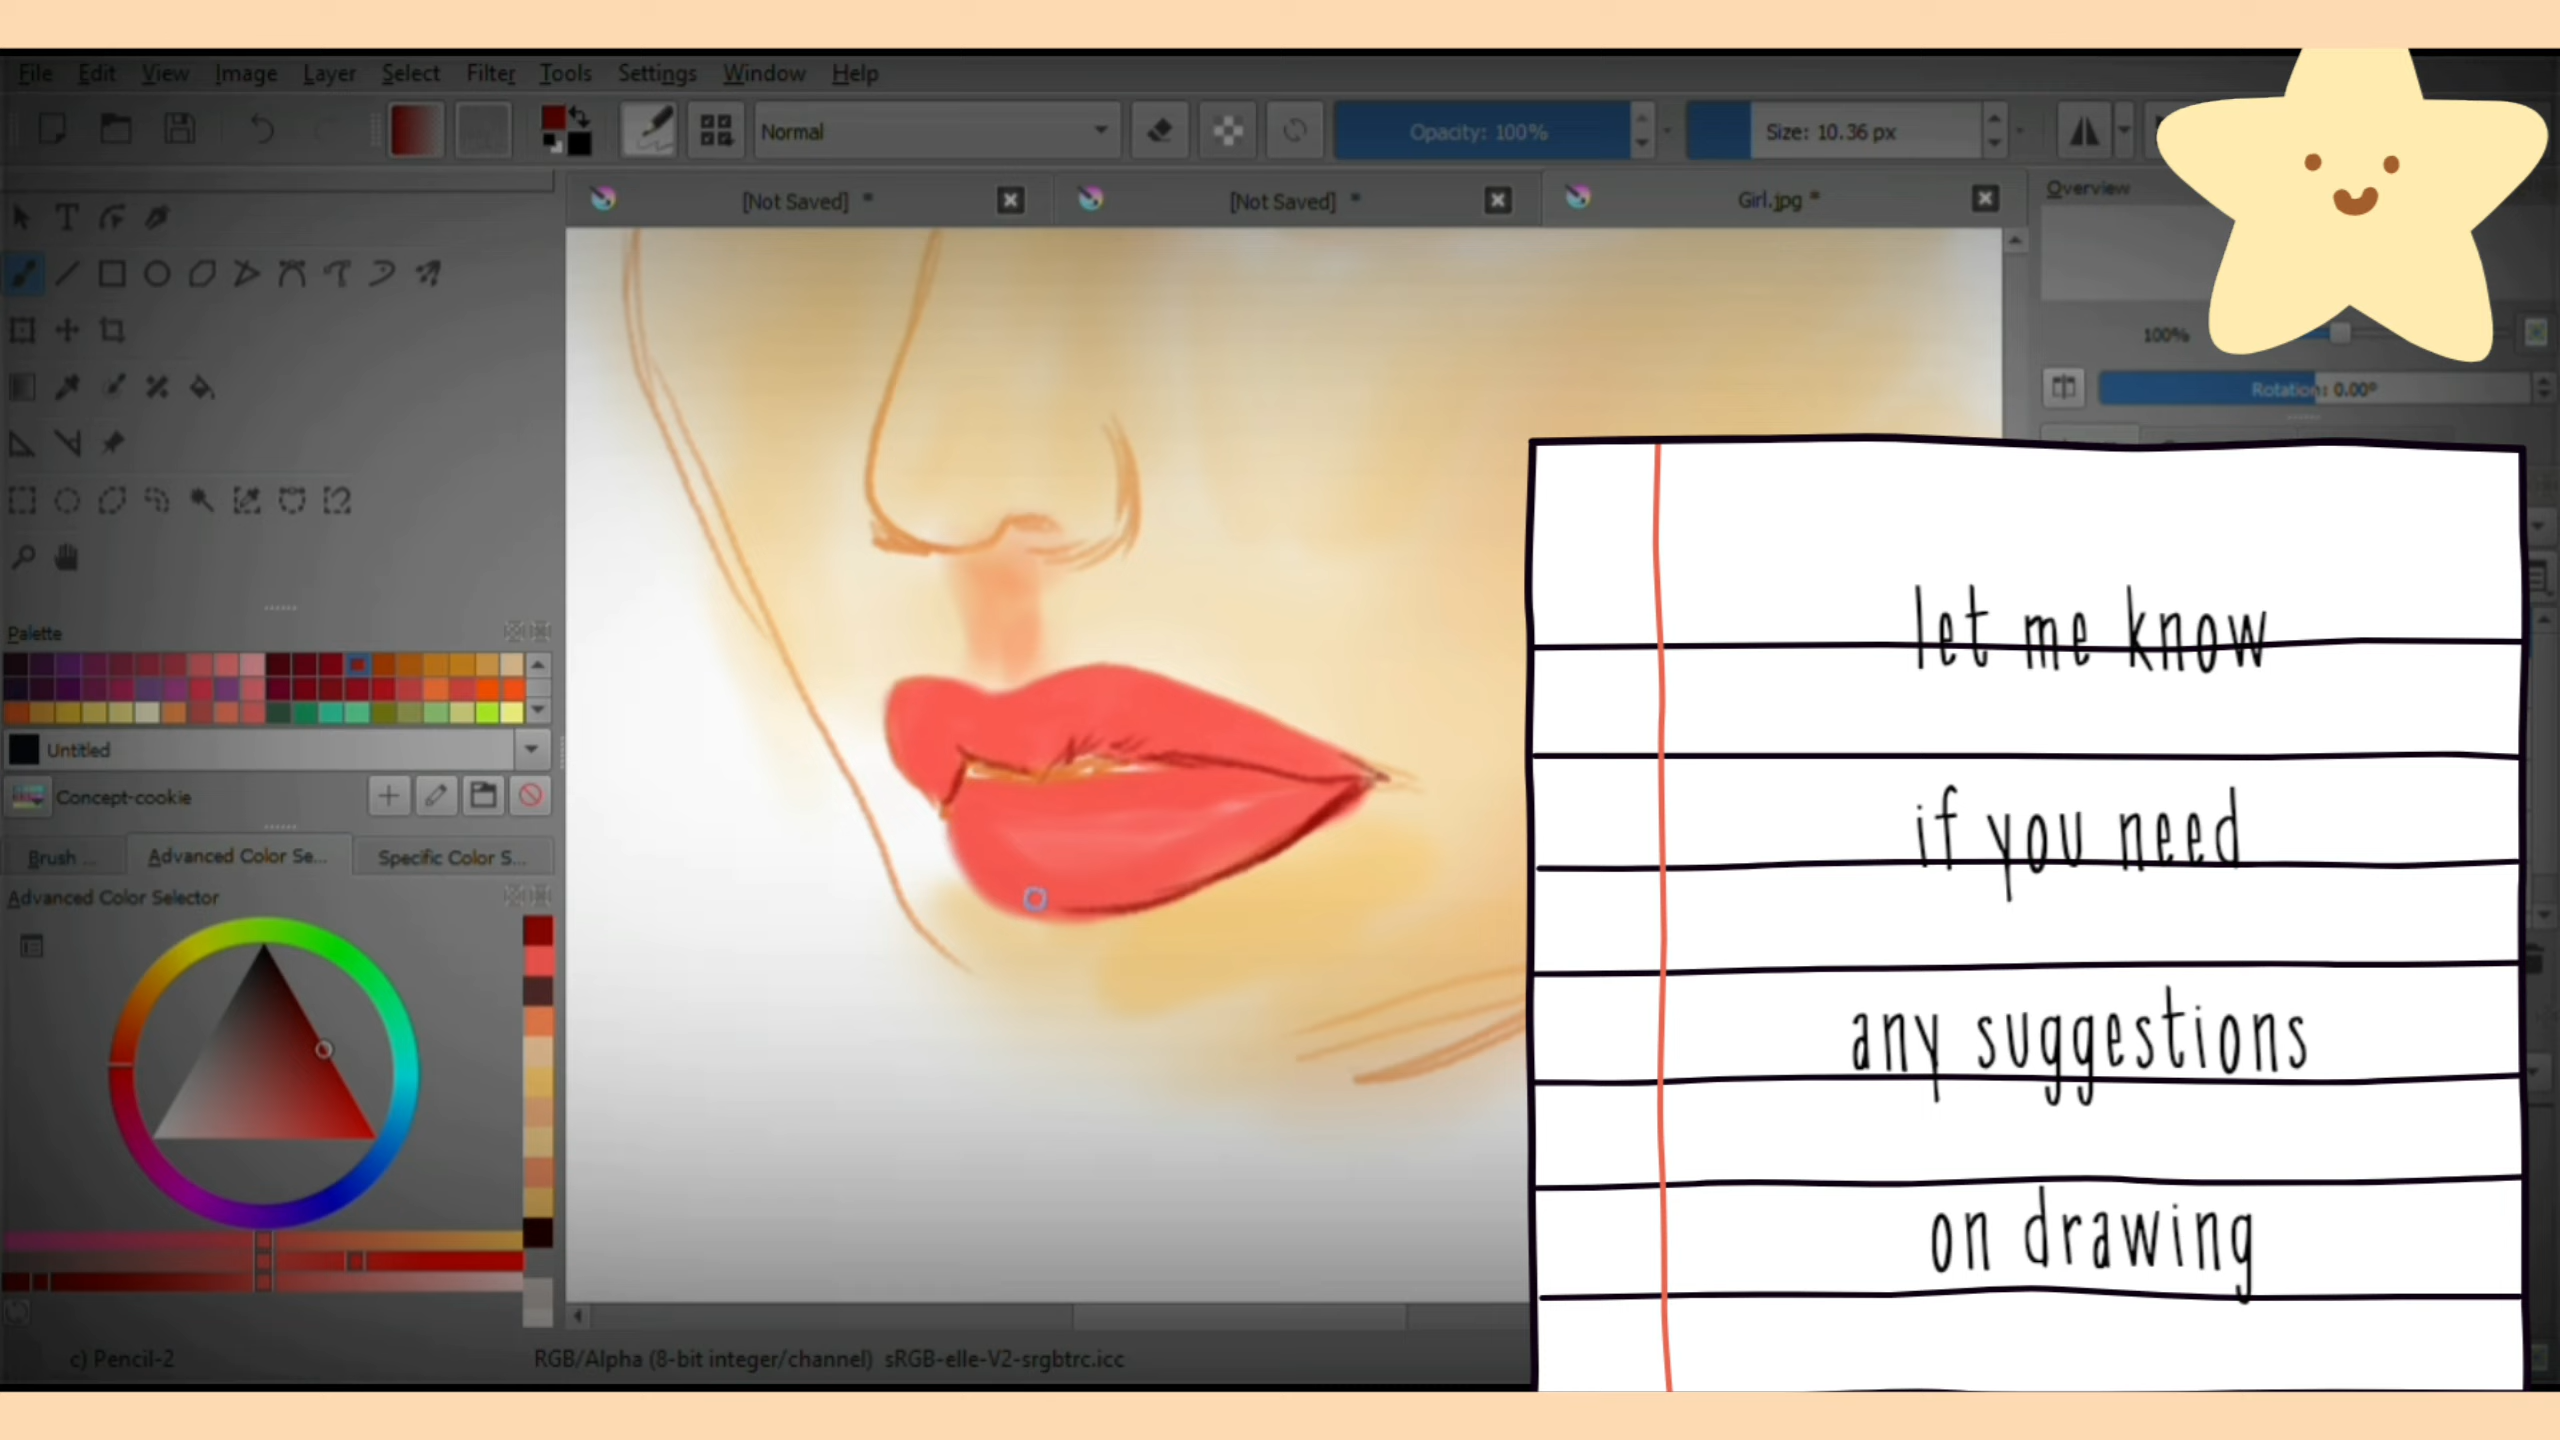 File Edit View Image Layer Select Filter Tools Settings Window Help
Normal Opacity: 100% Size: 10.36 px
[Not Saved] * [Not Saved] * Girl.jpg *
Overview
100%
Rotation: 0.00°
let me know
if you need
any suggestions
on drawing
Palette
Untitled
Concept-cookie
Brush ... Advanced Color Se... Specific Color S...
Advanced Color Selector
c) Pencil-2 RGB/Alpha (8-bit integer/channel) sRGB-elle-V2-srgbtrc.icc